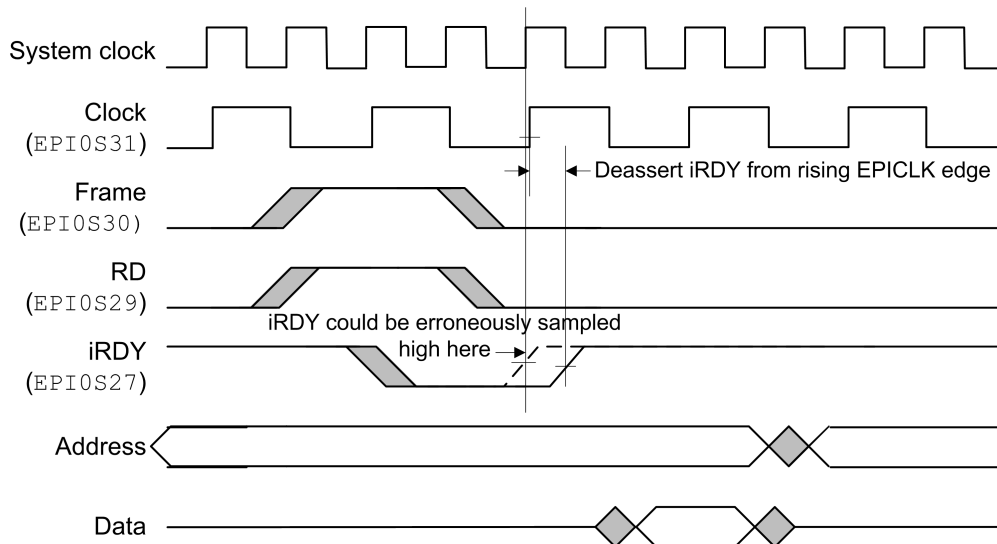 System clock
Clock
(EPI0S31)
Deassert iRDY from rising EPICLK edge
Frame
(EPI0S30)
RD
(EPI0S29)
iRDY could be erroneously sampled
high here
iRDY
(EPI0S27)
Address
Data